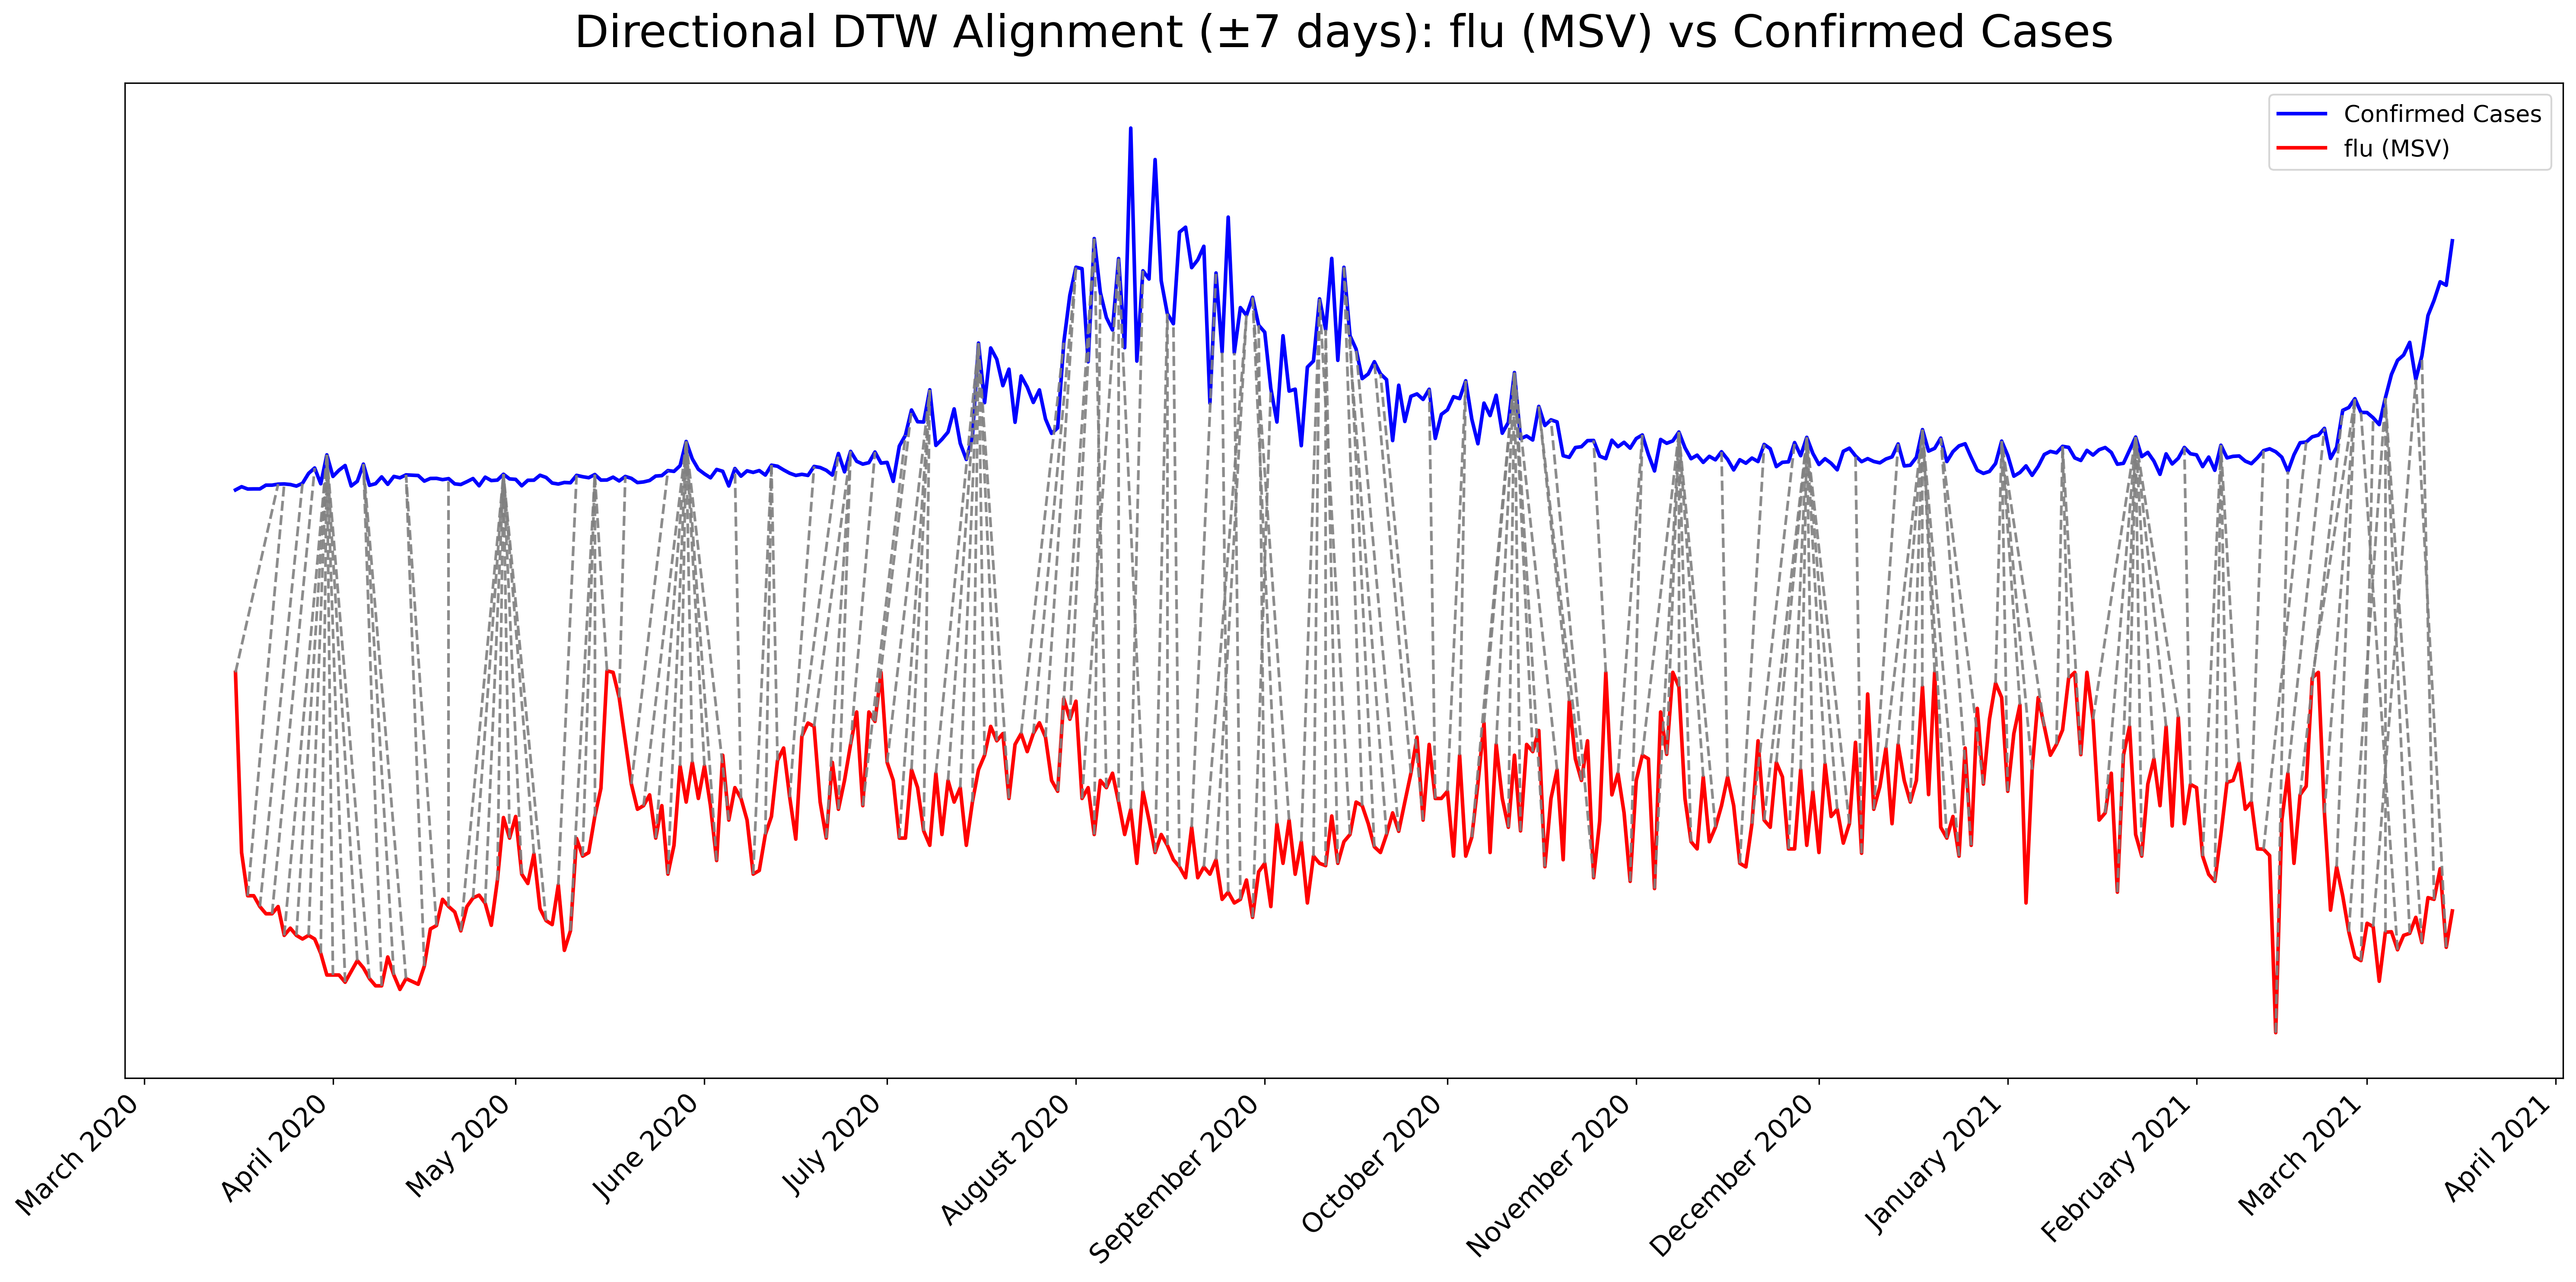 Directional DTW Alignment (±7 days): flu (MSV) vs Confirmed Cases
Confirmed Cases
flu (MSV)
March 2020
April 2020
May 2020
June 2020
July 2020
August 2020
September 2020
October 2020
November 2020
December 2020
January 2021
February 2021
March 2021
April 2021